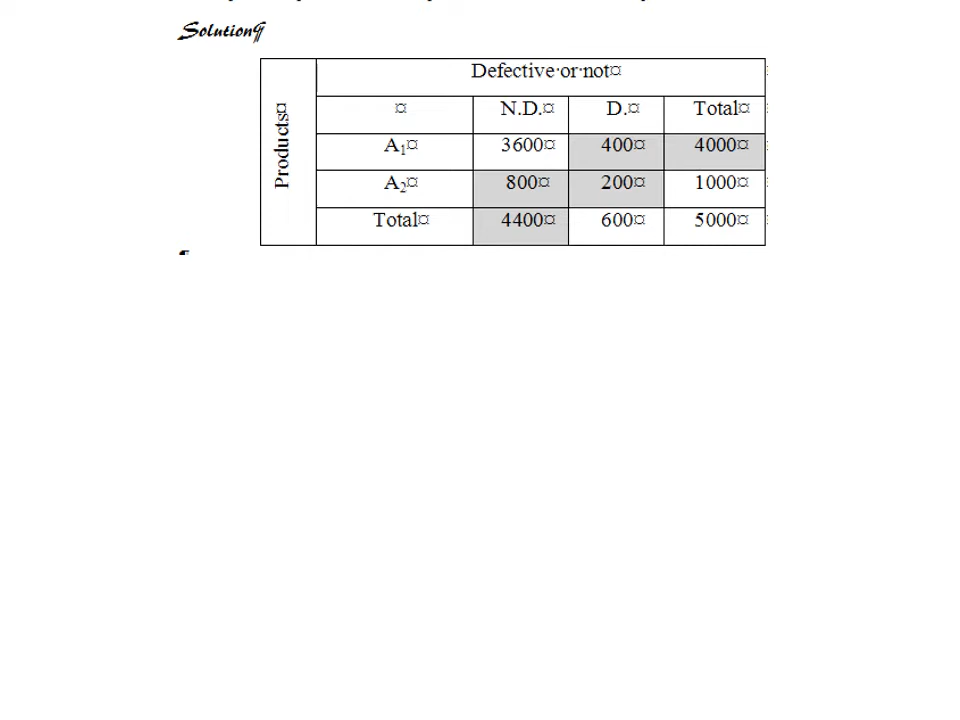 Solution¶
Products¤
Defective·or·not¤
¤ N.D.¤ D.¤ Total¤
A₁¤ 3600¤ 400¤ 4000¤
A₂¤ 800¤ 200¤ 1000¤
Total¤ 4400¤ 600¤ 5000¤